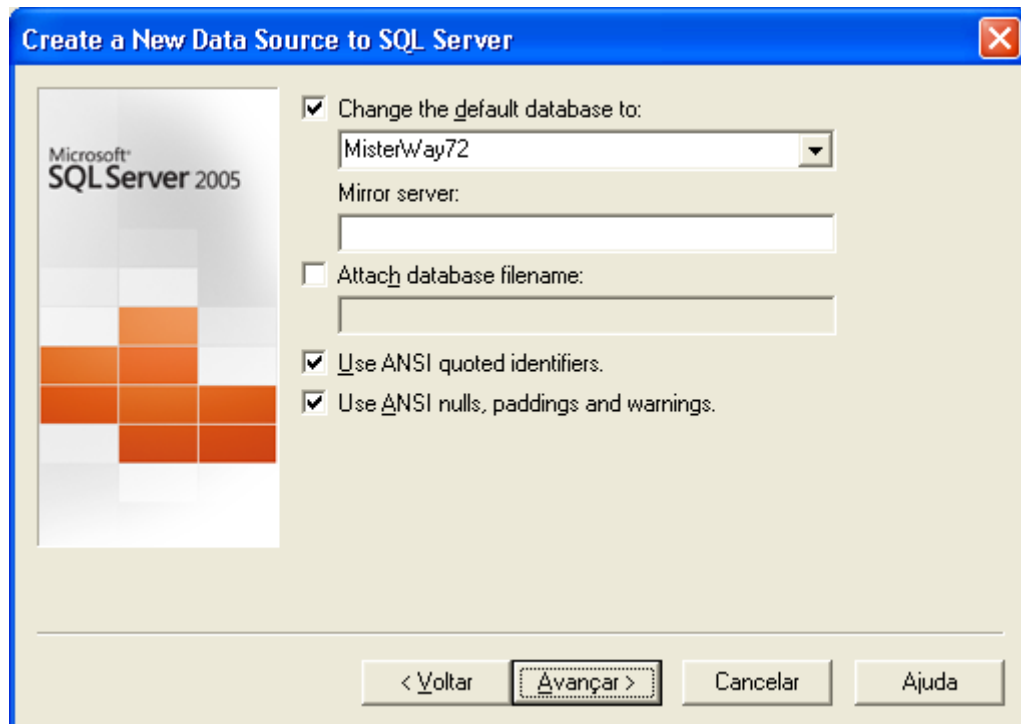 Create a New Data Source to SQL Server
Microsoft®
SQL Server 2005
Change the default database to:
MisterWay72
Mirror server:
Attach database filename:
Use ANSI quoted identifiers.
Use ANSI nulls, paddings and warnings.
< Voltar
Avançar >
Cancelar
Ajuda